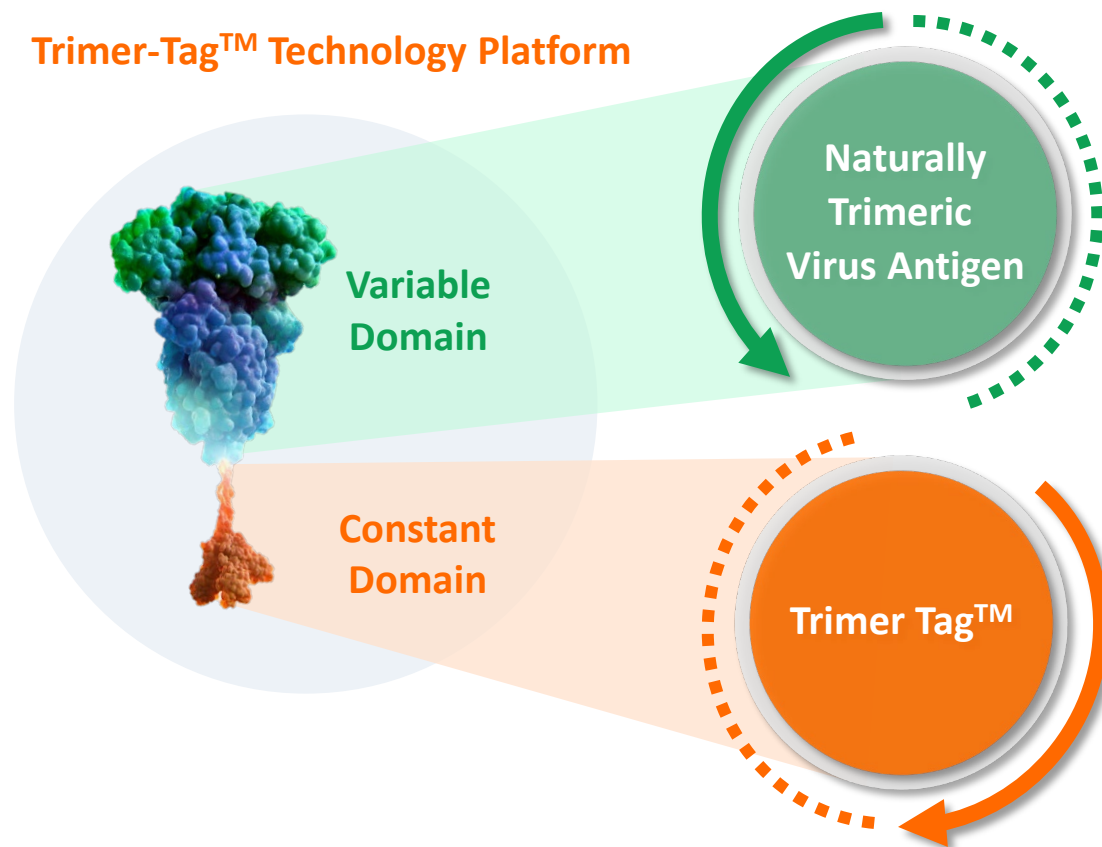 Trimer-Tag™ Technology Platform
Naturally
Trimeric
Virus Antigen
Variable
Domain
Constant
Domain
Trimer Tag™